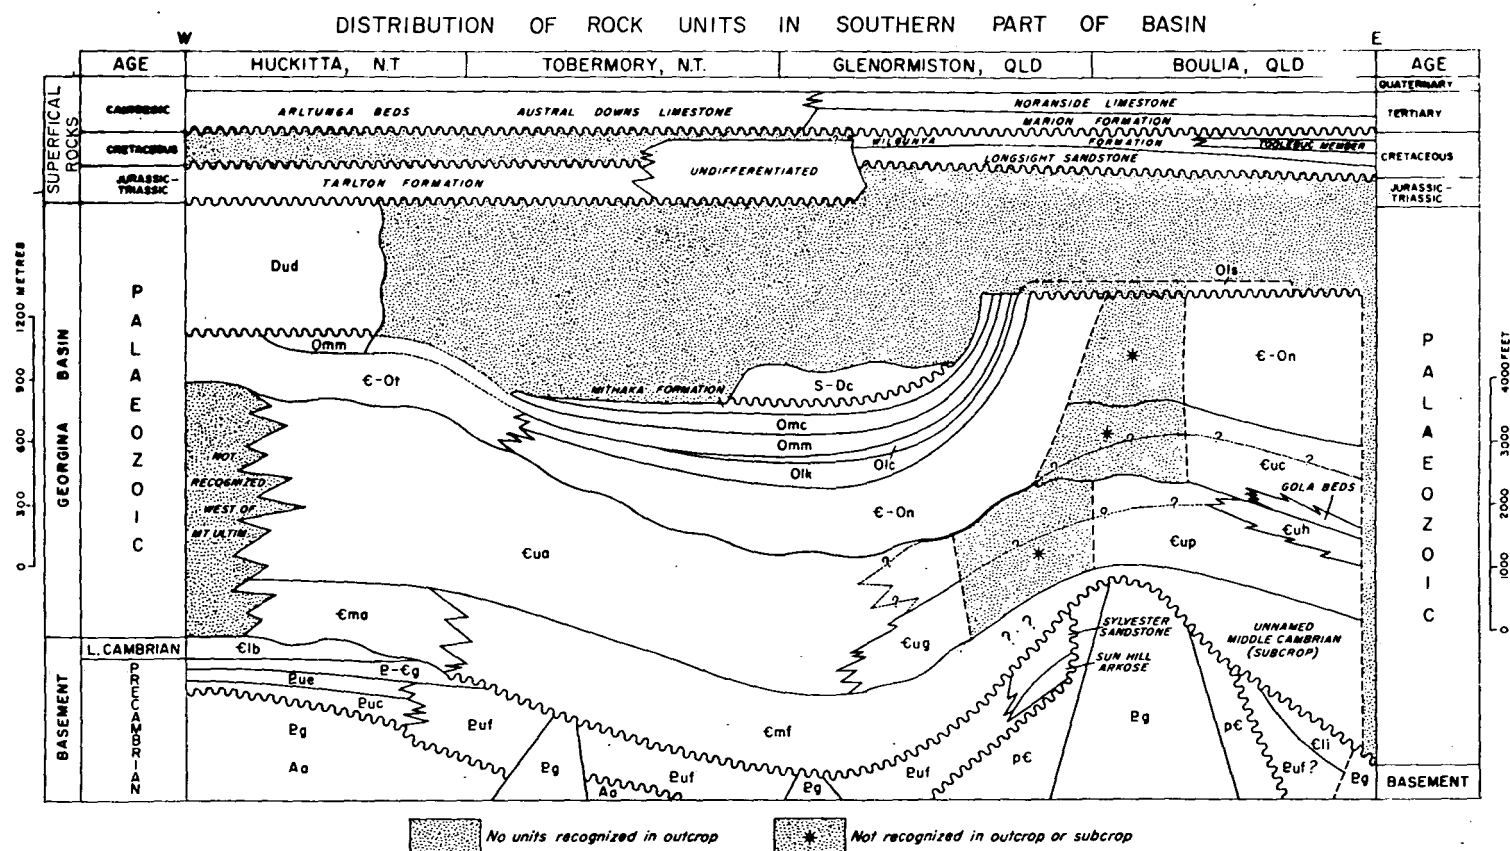 DISTRIBUTION OF ROCK UNITS IN SOUTHERN PART OF BASIN
W
E
AGE
HUCKITTA, N.T
TOBERMORY, N.T.
GLENORMISTON, QLD
BOULIA, QLD
AGE
SUPERFICAL ROCKS
CAINOZOIC
CRETACEOUS
JURASSIC-
TRIASSIC
ARLTUNGA BEDS
AUSTRAL DOWNS LIMESTONE
NORANSIDE LIMESTONE
MARION FORMATION
WILBUNYA FORMATION
TOOLEBUC MEMBER
LONGSIGHT SANDSTONE
UNDIFFERENTIATED
?
TARLTON FORMATION
QUATERNARY
TERTIARY
CRETACEOUS
JURASSIC-
TRIASSIC
1200 METRES
900
600
300
0
GEORGINA BASIN
PALAEOZOIC
Dud
Omm
Є-Ot
MITHAKA FORMATION
S-Dc
Omc
Omm
Olc
Olk
Ols
Є-On
Є-On
NOT
RECOGNIZED
WEST OF
MT ULTIM
Єua
Єma
Єuc
GOLA BEDS
Єuh
Єup
Єug
? ? ? ? ? ? ? ?
? . ?
SYLVESTER
SANDSTONE
SUN HILL
ARKOSE
UNNAMED
MIDDLE CAMBRIAN
(SUBCROP)
PALAEOZOIC
4000 FEET
3000
2000
1000
0
BASEMENT
L. CAMBRIAN
PRECAMBRIAN
Єlb
P-Єg
Pue
Puc
Pg
Aa
Puf
Pg
Puf
Aa
Єmf
Pg
Puf
pЄ
Pg
pЄ
Єli
Puf?
Pg
BASEMENT
No units recognized in outcrop
Not recognized in outcrop or subcrop